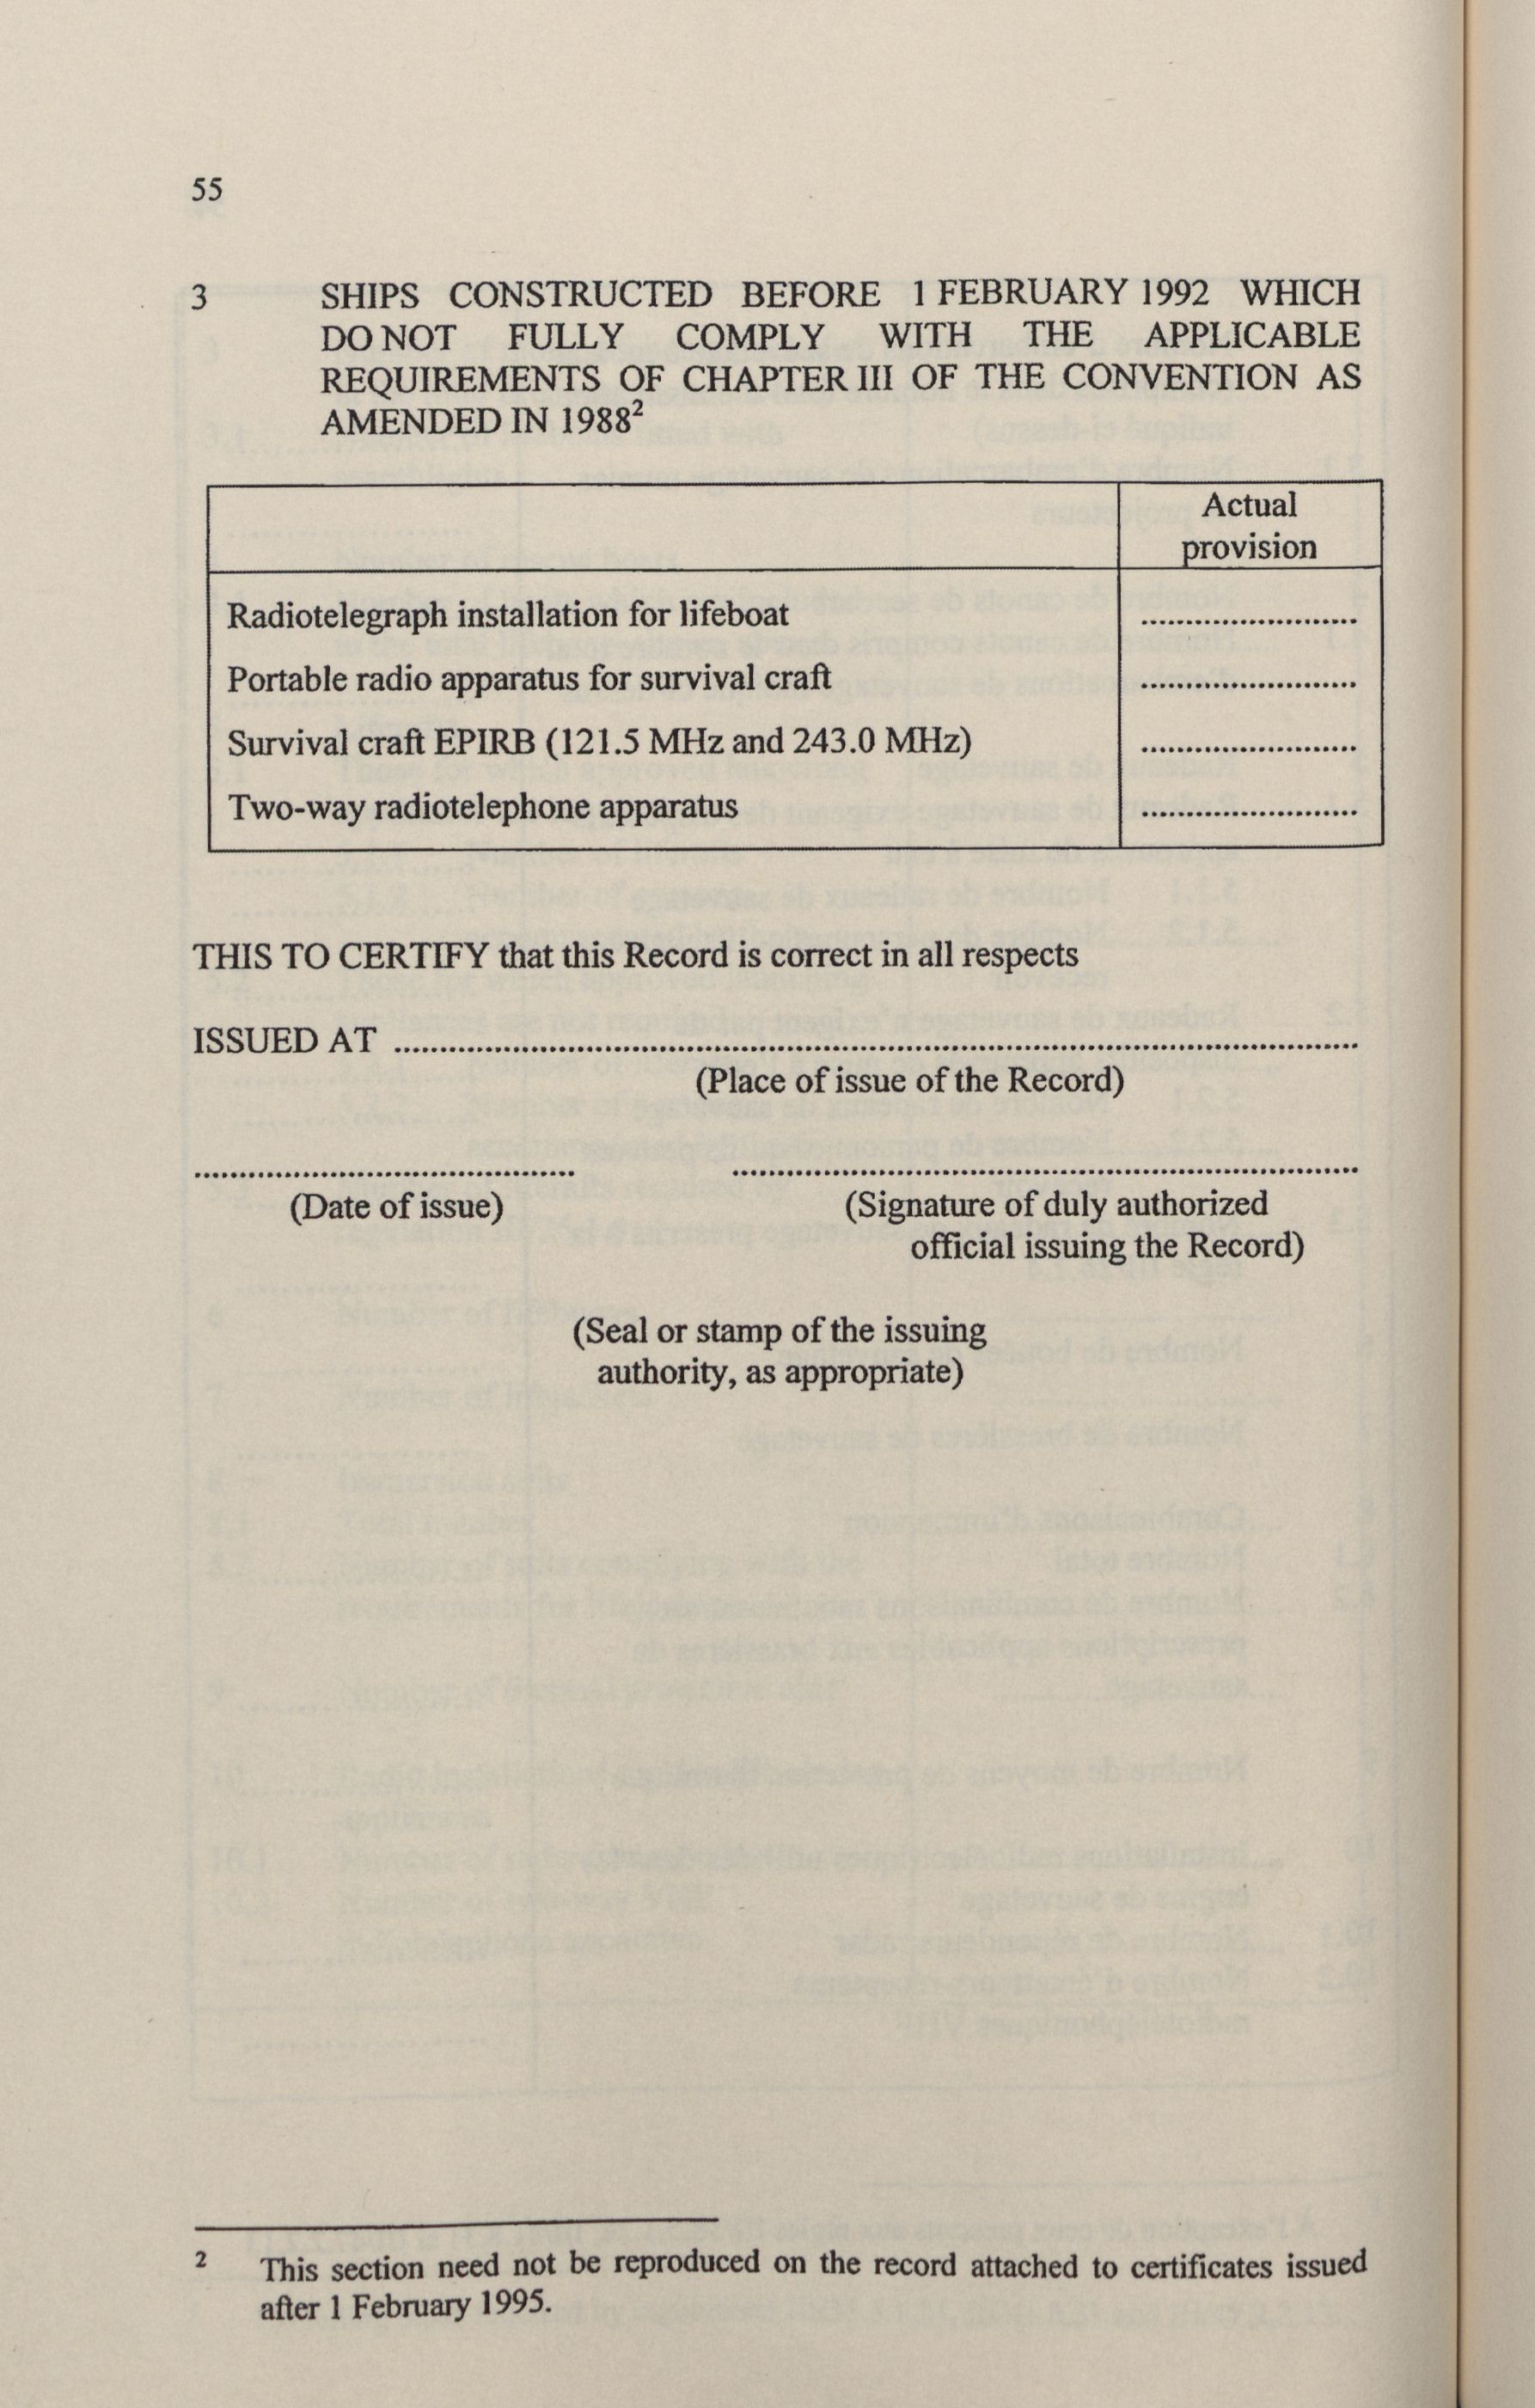 55
3 SHIPS CONSTRUCTED BEFORE 1 FEBRUARY 1992 WHICH
DO NOT FULLY COMPLY WITH THE APPLICABLE
REQUIREMENTS OF CHAPTER III OF THE CONVENTION AS
AMENDED IN 1988²
Actual
provision
Radiotelegraph installation for lifeboat ........................
Portable radio apparatus for survival craft ........................
Survival craft EPIRB (121.5 MHz and 243.0 MHz) ........................
Two-way radiotelephone apparatus ........................
THIS TO CERTIFY that this Record is correct in all respects
ISSUED AT ........................................................................
(Place of issue of the Record)
.......................................... ......................................................................
(Date of issue) (Signature of duly authorized
official issuing the Record)
(Seal or stamp of the issuing
authority, as appropriate)
² This section need not be reproduced on the record attached to certificates issued
after 1 February 1995.